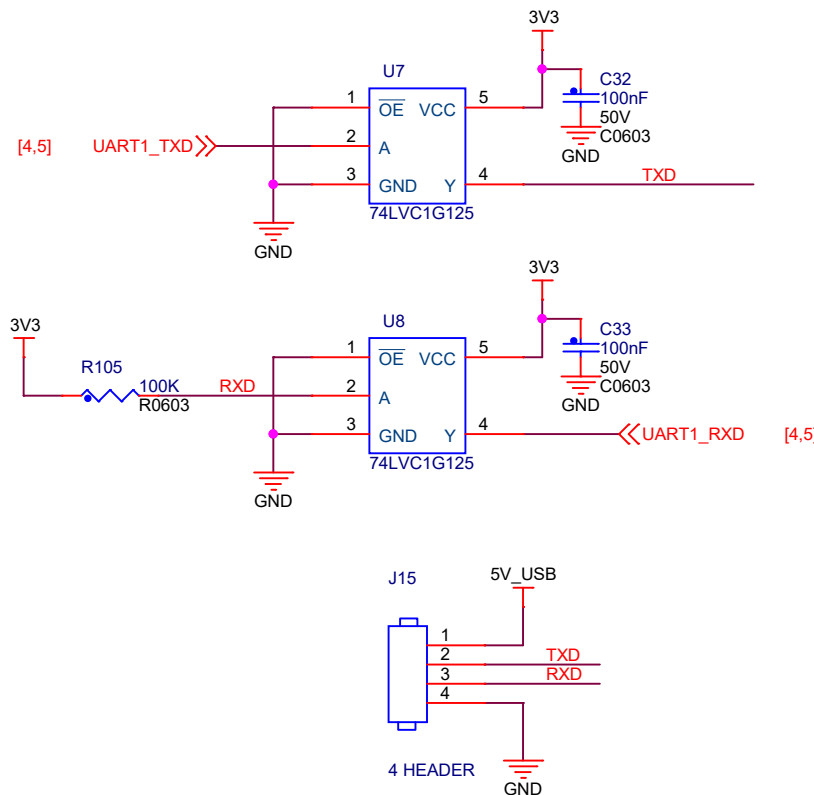 3V3
U7
C32
100nF
50V
C0603
GND
1 OE VCC 5
[4,5] UART1_TXD 2 A
3 GND Y 4 TXD
74LVC1G125
GND
3V3
U8
C33
100nF
50V
C0603
GND
3V3
R105
100K
R0603
RXD
1 OE VCC 5
2 A
3 GND Y 4 UART1_RXD [4,5]
74LVC1G125
GND
J15
5V_USB
1
2 TXD
3 RXD
4
4 HEADER
GND